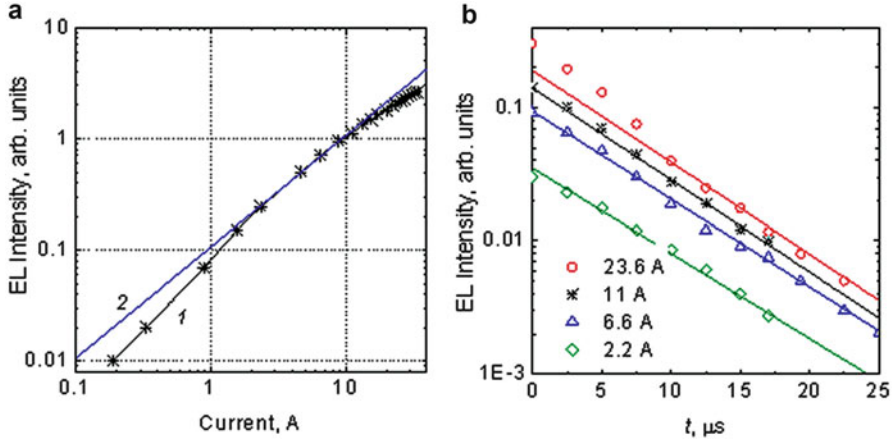 a
EL Intensity, arb. units
10
1
0.1
0.01
2
1
0.1
1
10
Current, A
b
EL Intensity, arb. units
0.1
0.01
1E-3
23.6 A
11 A
6.6 A
2.2 A
0
5
10
15
20
25
t, μs